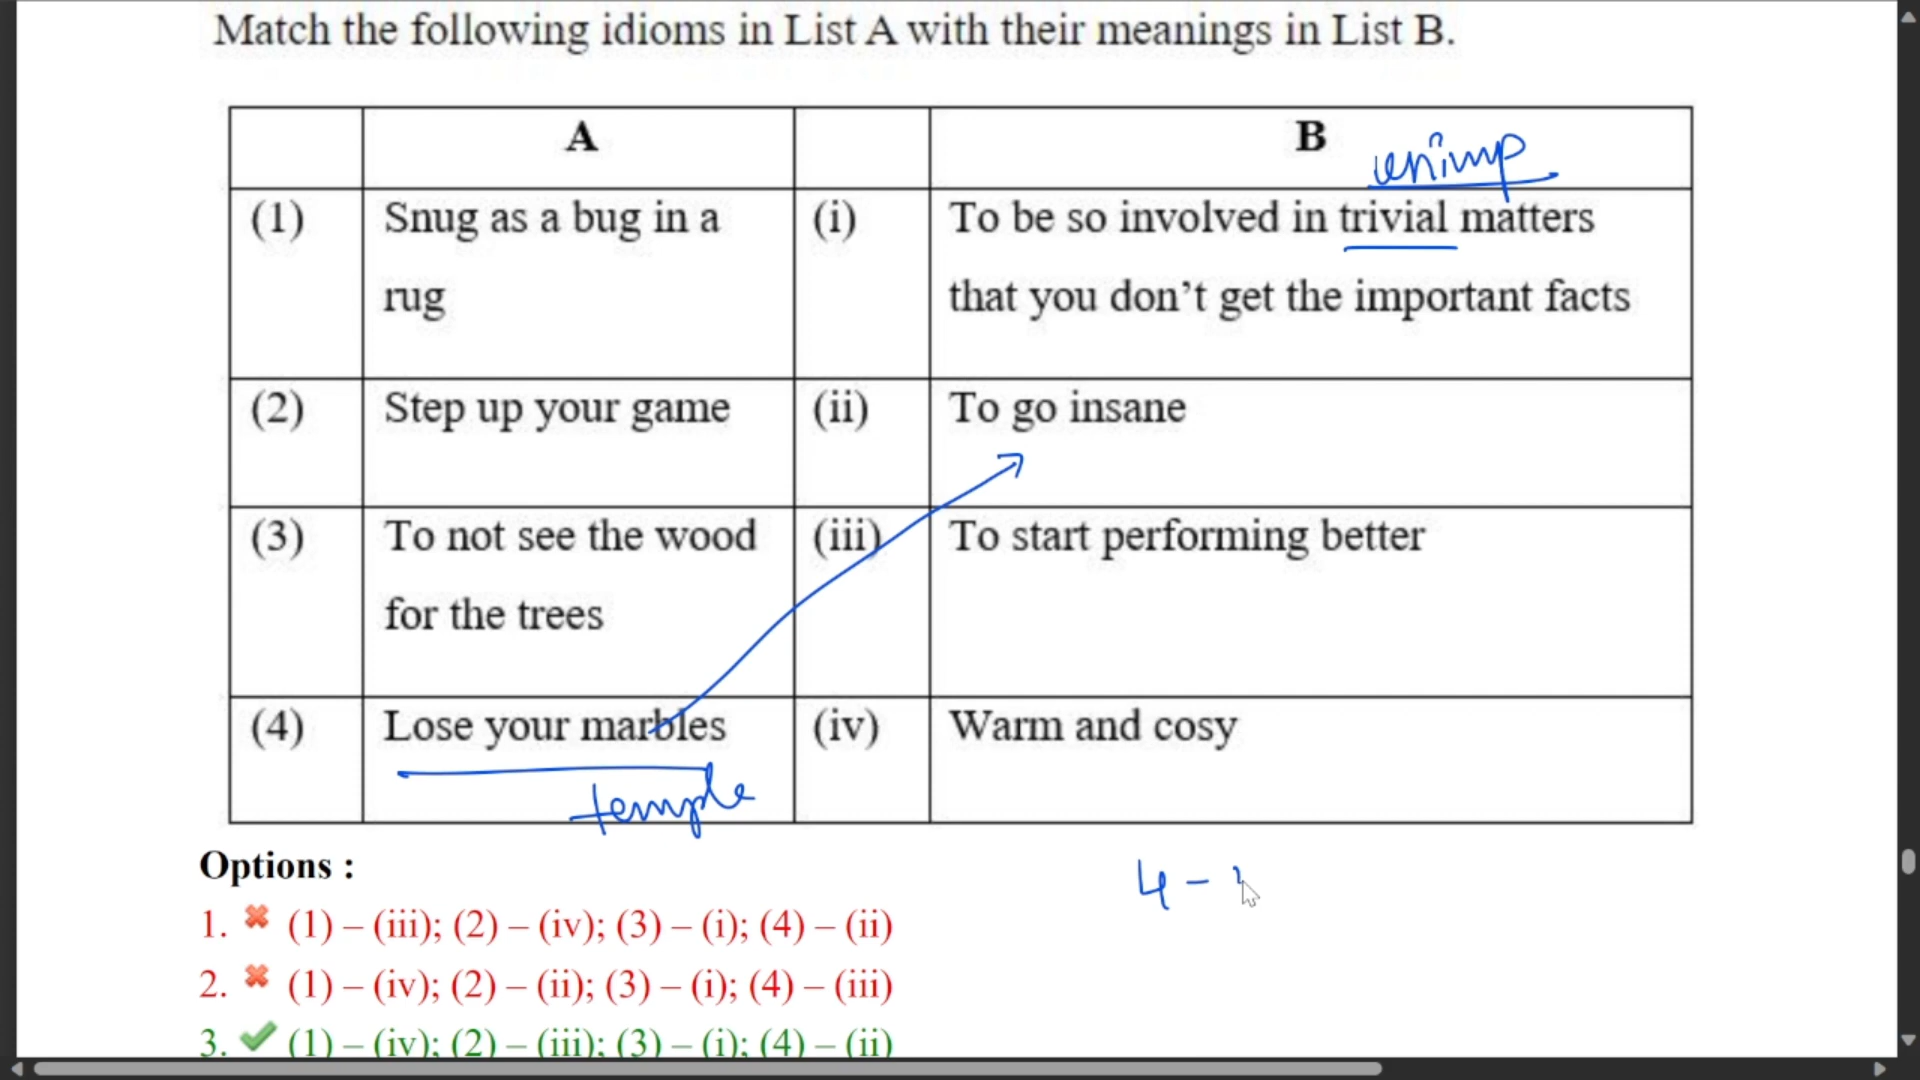 Match the following idioms in List A with their meanings in List B.
A
B
unimp
(1) Snug as a bug in a rug
(i) To be so involved in trivial matters that you don’t get the important facts
(2) Step up your game
(ii) To go insane
(3) To not see the wood for the trees
(iii) To start performing better
(4) Lose your marbles
temple
(iv) Warm and cosy
4 –
Options :
1. (1) – (iii); (2) – (iv); (3) – (i); (4) – (ii)
2. (1) – (iv); (2) – (ii); (3) – (i); (4) – (iii)
3. (1) – (iv); (2) – (iii); (3) – (i); (4) – (ii)